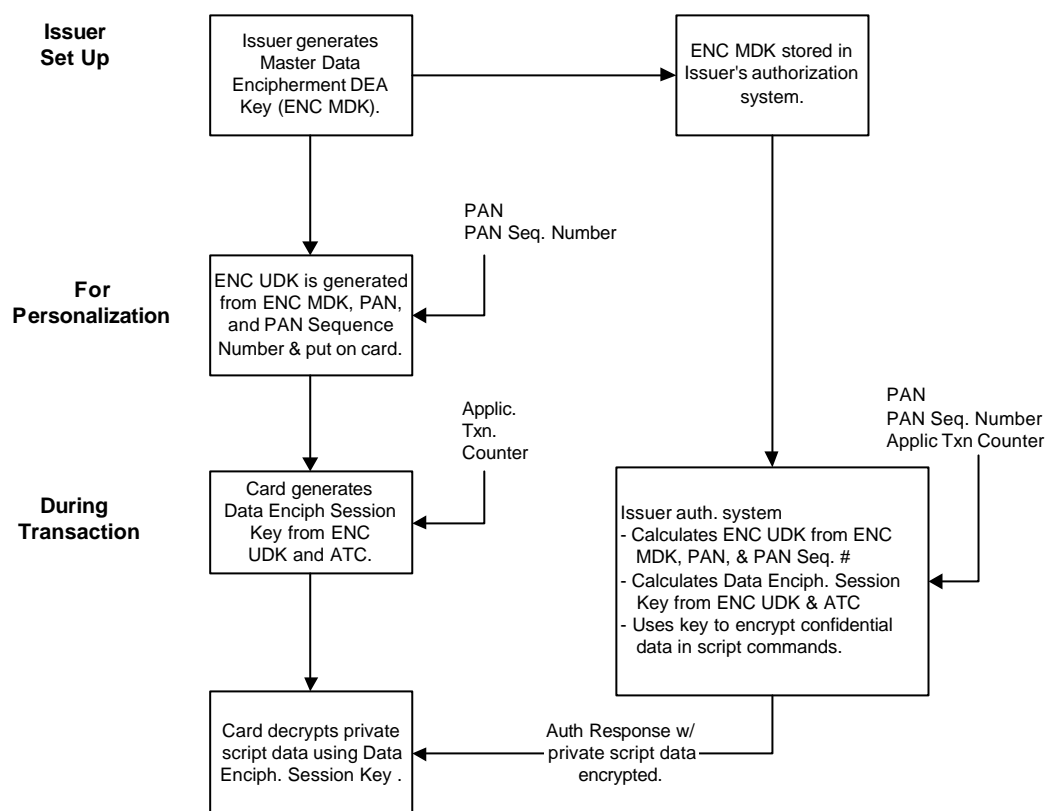 Issuer
Set Up
Issuer generates
Master Data
Encipherment DEA
Key (ENC MDK).
ENC MDK stored in
Issuer's authorization
system.
PAN
PAN Seq. Number
For
Personalization
ENC UDK is generated
from ENC MDK, PAN,
and PAN Sequence
Number & put on card.
Applic.
Txn.
Counter
PAN
PAN Seq. Number
Applic Txn Counter
During
Transaction
Card generates
Data Enciph Session
Key from ENC
UDK and ATC.
Issuer auth. system
- Calculates ENC UDK from ENC
MDK, PAN, & PAN Seq. #
- Calculates Data Enciph. Session
Key from ENC UDK & ATC
- Uses key to encrypt confidential
data in script commands.
Card decrypts private
script data using Data
Enciph. Session Key .
Auth Response w/
private script data
encrypted.